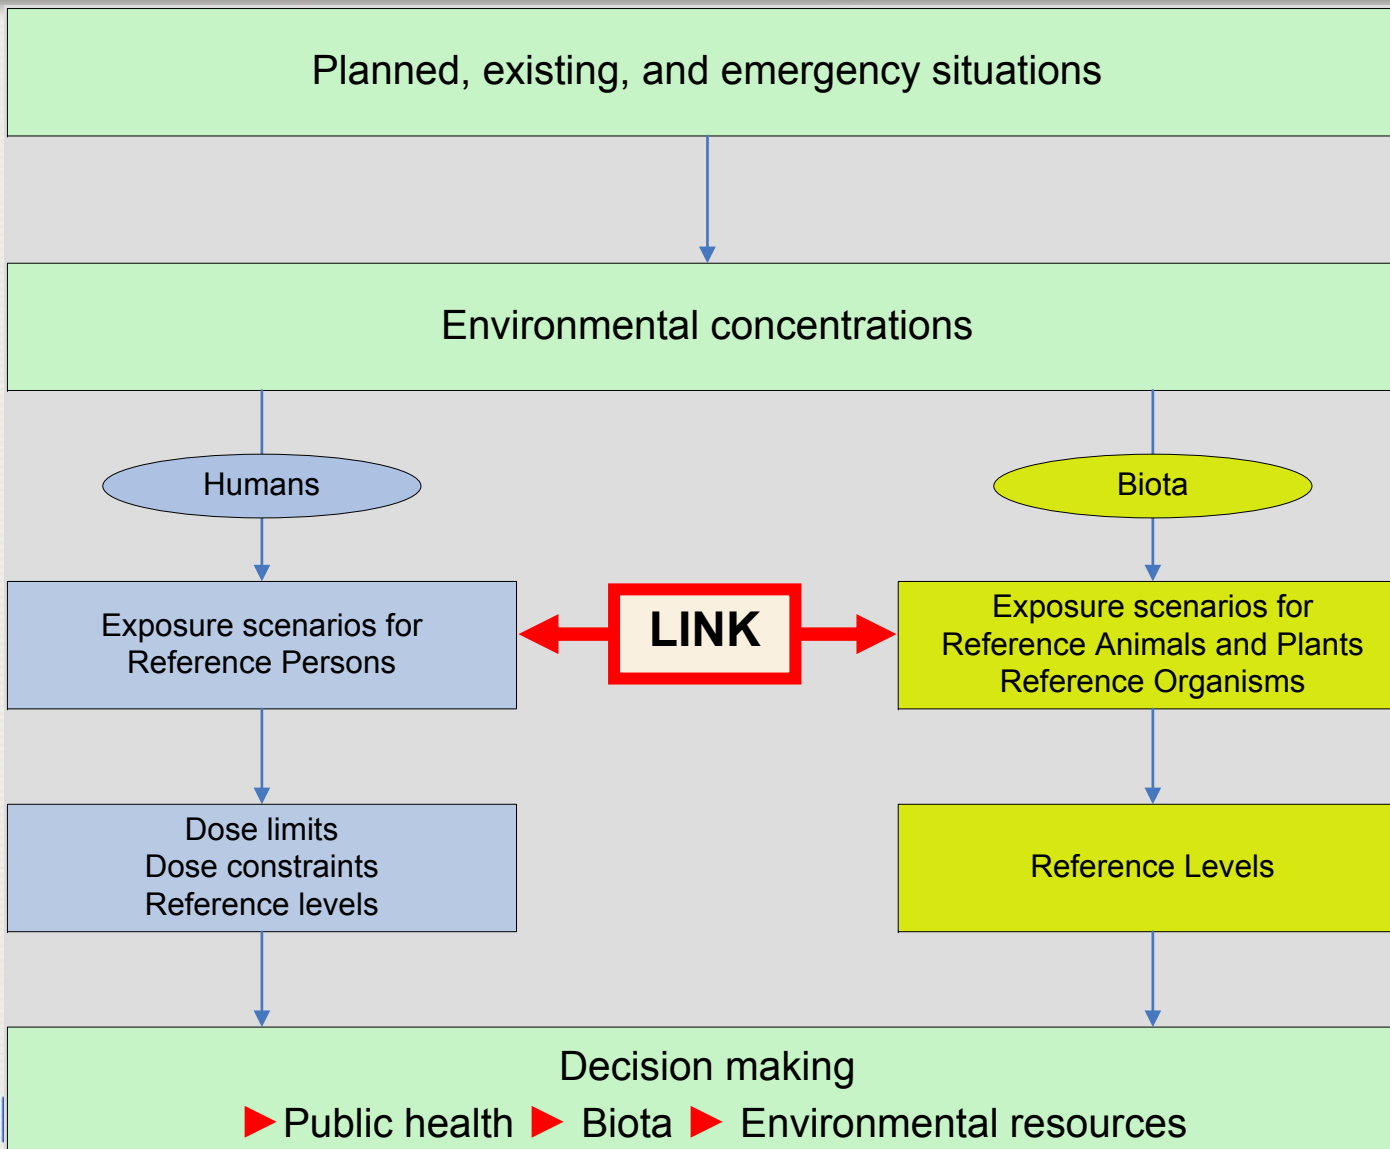 Planned, existing, and emergency situations
Environmental concentrations
Humans
Biota
Exposure scenarios for
Reference Persons
LINK
Exposure scenarios for
Reference Animals and Plants
Reference Organisms
Dose limits
Dose constraints
Reference levels
Reference Levels
Decision making
►Public health ► Biota ► Environmental resources